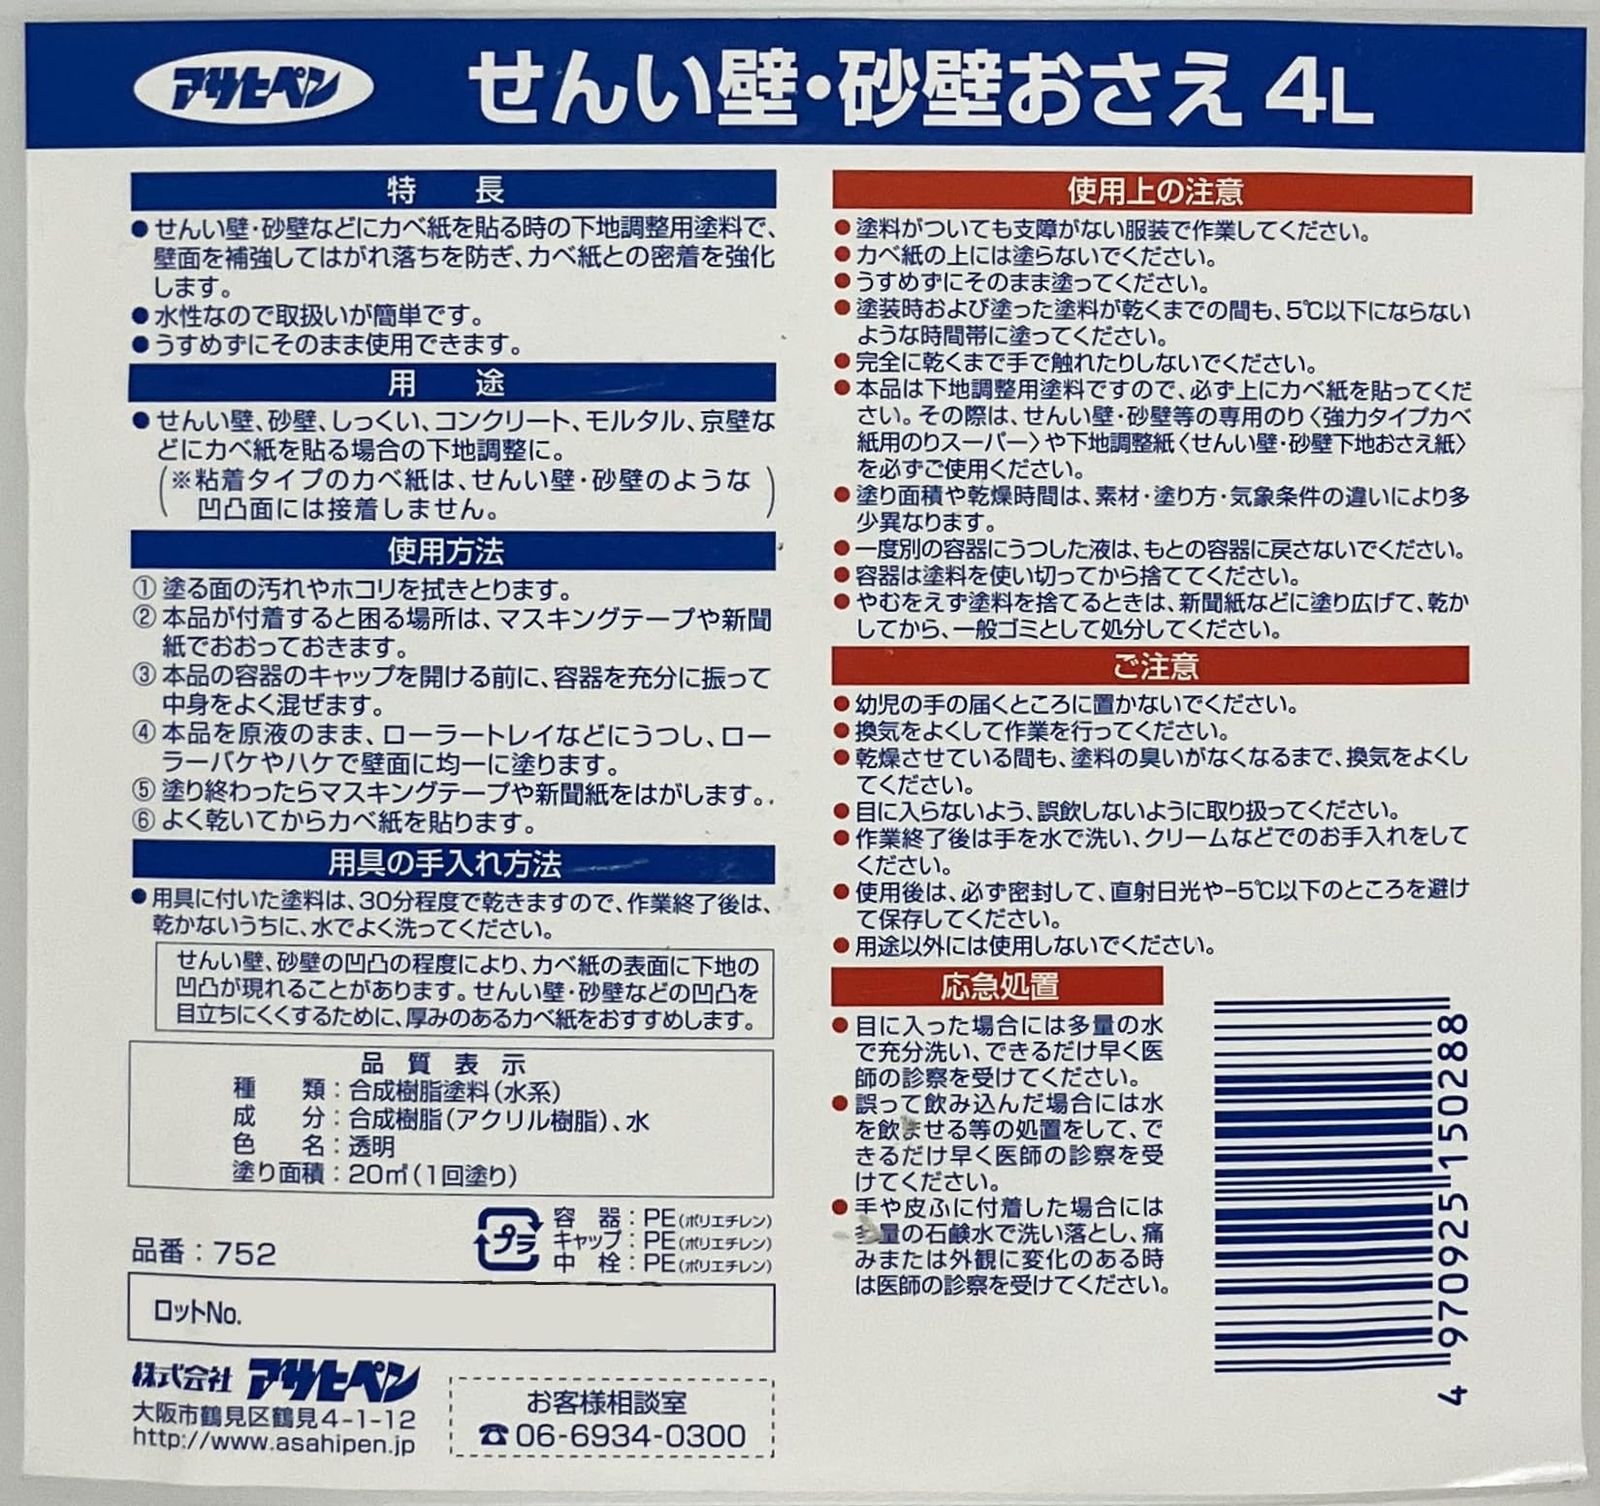 アサヒペン せんい壁・砂壁おさえ 4L
特 長
●せんい壁・砂壁などにカベ紙を貼る時の下地調整用塗料で、
壁面を補強してはがれ落ちを防ぎ、カベ紙との密着を強化
します。
●水性なので取扱いが簡単です。
●うすめずにそのまま使用できます。
用 途
●せんい壁、砂壁、しっくい、コンクリート、モルタル、京壁な
どにカベ紙を貼る場合の下地調整に。
(※粘着タイプのカベ紙は、せんい壁・砂壁のような
凹凸面には接着しません。)
使用方法
①塗る面の汚れやホコリを拭きとります。
②本品が付着すると困る場所は、マスキングテープや新聞
紙でおおっておきます。
③本品の容器のキャップを開ける前に、容器を充分に振って
中身をよく混ぜます。
④本品を原液のまま、ローラートレイなどにうつし、ロー
ラーバケやハケで壁面に均一に塗ります。
⑤塗り終わったらマスキングテープや新聞紙をはがします。
⑥よく乾いてからカベ紙を貼ります。
用具の手入れ方法
●用具に付いた塗料は、30分程度で乾きますので、作業終了後は、
乾かないうちに、水でよく洗ってください。
せんい壁、砂壁の凹凸の程度により、カベ紙の表面に下地の
凹凸が現れることがあります。せんい壁・砂壁などの凹凸を
目立ちにくくするために、厚みのあるカベ紙をおすすめします。
品質表示
種 類:合成樹脂塗料(水系)
成 分:合成樹脂(アクリル樹脂)、水
色 名:透明
塗り面積:20㎡(1回塗り)
品番:752
プラ
容 器:PE(ポリエチレン)
キャップ:PE(ポリエチレン)
中 栓:PE(ポリエチレン)
ロットNo.
株式会社 アサヒペン
大阪市鶴見区鶴見4-1-12
http://www.asahipen.jp
お客様相談室
☎06-6934-0300
使用上の注意
●塗料がついても支障がない服装で作業してください。
●カベ紙の上には塗らないでください。
●うすめずにそのまま塗ってください。
●塗装時および塗った塗料が乾くまでの間も、5℃以下にならない
ような時間帯に塗ってください。
●完全に乾くまで手で触れたりしないでください。
●本品は下地調整用塗料ですので、必ず上にカベ紙を貼ってくだ
さい。その際は、せんい壁・砂壁等の専用のり〈強力タイプカベ
紙用のりスーパー〉や下地調整紙〈せんい壁・砂壁下地おさえ紙〉
を必ずご使用ください。
●塗り面積や乾燥時間は、素材・塗り方・気象条件の違いにより多
少異なります。
●一度別の容器にうつした液は、もとの容器に戻さないでください。
●容器は塗料を使い切ってから捨ててください。
●やむをえず塗料を捨てるときは、新聞紙などに塗り広げて、乾か
してから、一般ゴミとして処分してください。
ご注意
●幼児の手の届くところに置かないでください。
●換気をよくして作業を行ってください。
●乾燥させている間も、塗料の臭いがなくなるまで、換気をよくし
てください。
●目に入らないよう、誤飲しないように取り扱ってください。
●作業終了後は手を水で洗い、クリームなどでのお手入れをして
ください。
●使用後は、必ず密封して、直射日光や-5℃以下のところを避け
て保存してください。
●用途以外には使用しないでください。
応急処置
●目に入った場合には多量の水
で充分洗い、できるだけ早く医
師の診察を受けてください。
●誤って飲み込んだ場合には水
を飲ませる等の処置をして、で
きるだけ早く医師の診察を受
けてください。
●手や皮ふに付着した場合には
多量の石鹸水で洗い落とし、痛
みまたは外観に変化のある時
は医師の診察を受けてください。
4 970925 150288